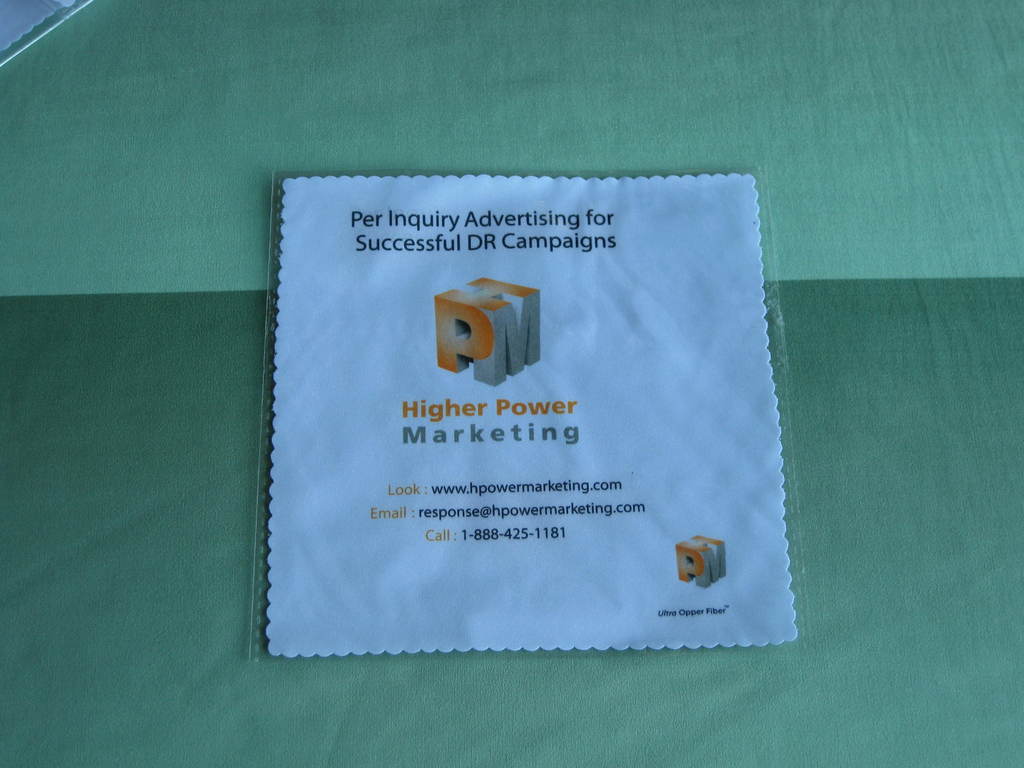 Per Inquiry Advertising for
Successful DR Campaigns
HPM
Higher Power
Marketing
Look : www.hpowermarketing.com
Email : response@hpowermarketing.com
Call : 1-888-425-1181
HPM
Ultra Opper Fiber™